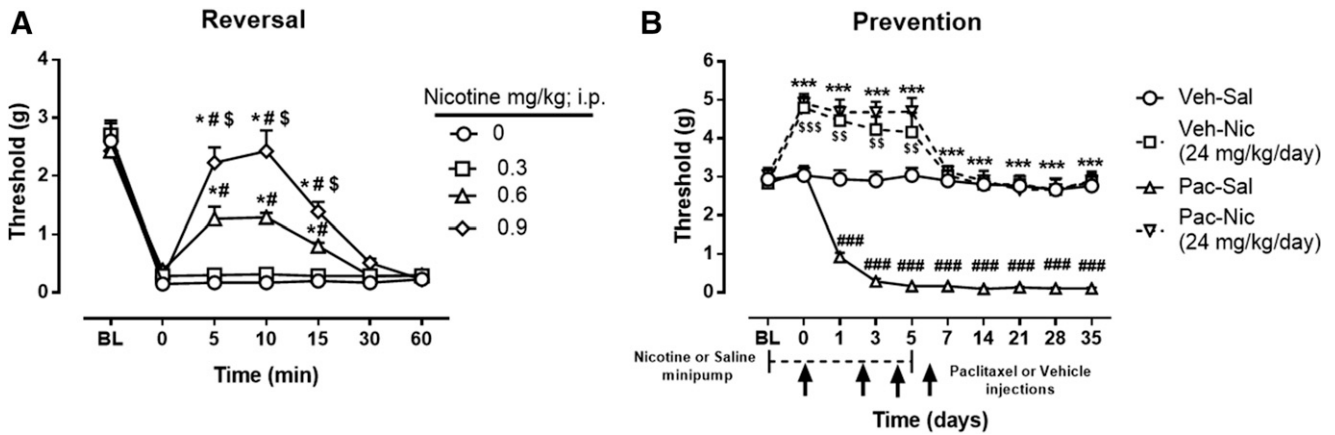 A
Reversal
4
3
2
1
0
Threshold (g)
*# $
*# $
*# $
*#
*#
*#
BL 0 5 10 15 30 60
Time (min)
Nicotine mg/kg; i.p.
0
0.3
0.6
0.9
B
Prevention
6
5
4
3
2
1
0
Threshold (g)
*** *** *** ***
$$$ $$ $$ $$
*** *** *** *** ***
### ### ### ### ### ### ### ###
BL 0 1 3 5 7 14 21 28 35
Nicotine or Saline
minipump
Paclitaxel or Vehicle
injections
Time (days)
Veh-Sal
Veh-Nic
(24 mg/kg/day)
Pac-Sal
Pac-Nic
(24 mg/kg/day)